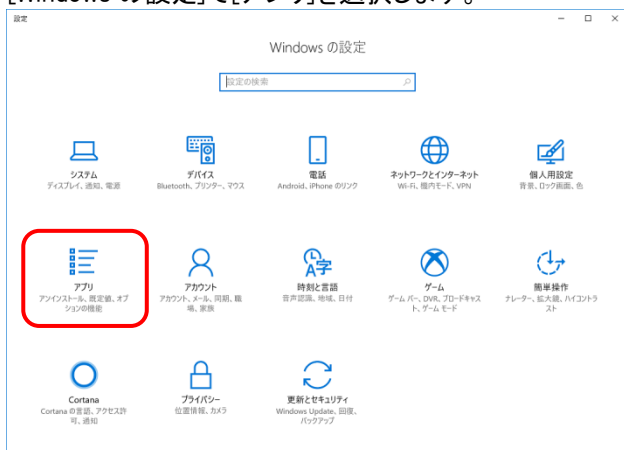 [Windows の設定]で[アプリ]を選択します。
設定
Windows の設定
設定の検索
システム
ディスプレイ、通知、電源
デバイス
Bluetooth、プリンター、マウス
電話
Android、iPhone のリンク
ネットワークとインターネット
Wi-Fi、機内モード、VPN
個人用設定
背景、ロック画面、色
アプリ
アンインストール、既定値、オプ
ションの機能
アカウント
アカウント、メール、同期、職
場、家族
時刻と言語
音声認識、地域、日付
ゲーム
ゲーム バー、DVR、ブロードキャス
ト、ゲーム モード
簡単操作
ナレーター、拡大鏡、ハイコントラ
スト
Cortana
Cortana の言語、アクセス許
可、通知
プライバシー
位置情報、カメラ
更新とセキュリティ
Windows Update、回復、
バックアップ